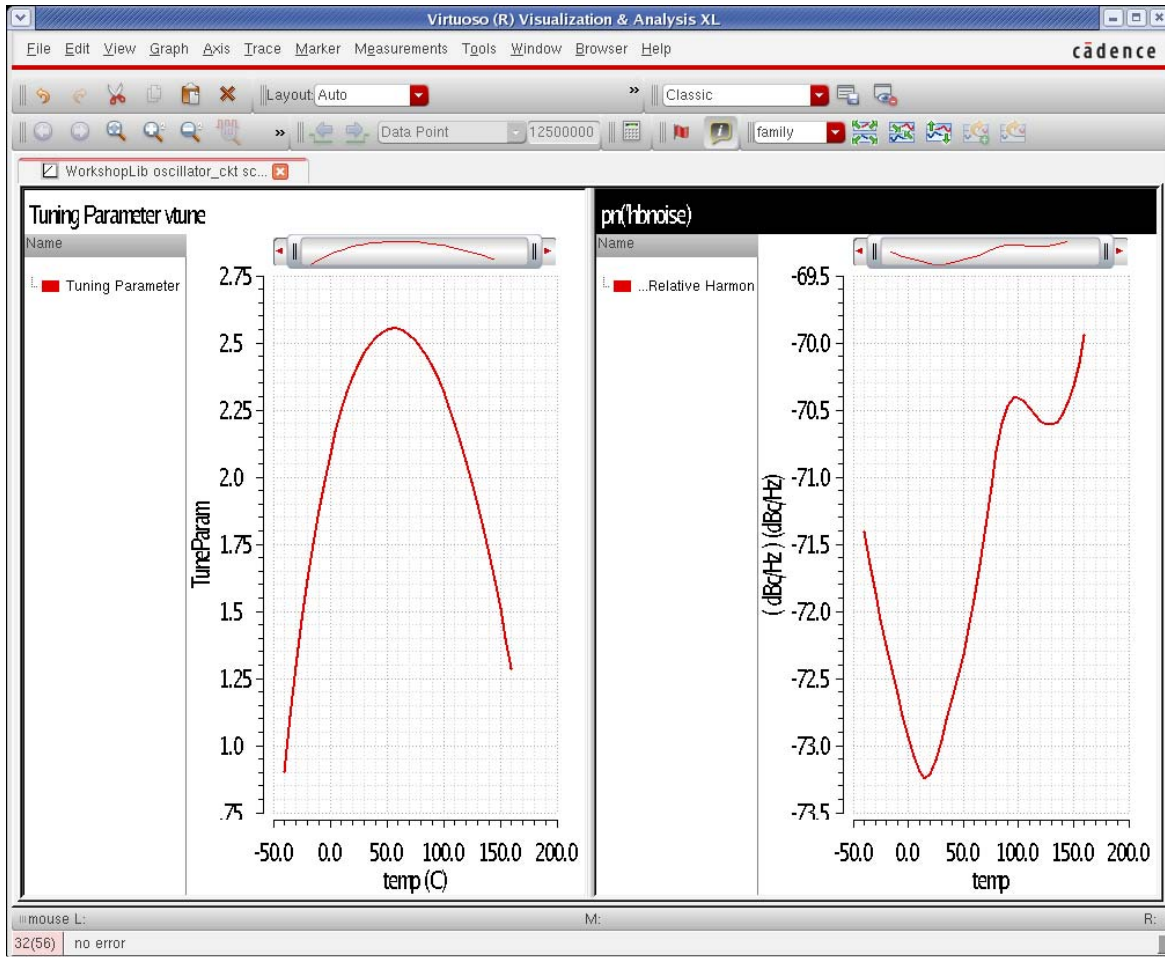 Virtuoso (R) Visualization & Analysis XL
File Edit View Graph Axis Trace Marker Measurements Tools Window Browser Help
cādence
Layout: Auto
»
Classic
»
Data Point
12500000
family
WorkshopLib oscillator_ckt sc...
Tuning Parameter vtune
Name
Tuning Parameter
2.75
2.5
2.25
2.0
1.75
1.5
1.25
1.0
.75
TuneParam
-50.0 0.0 50.0 100.0 150.0 200.0
temp (C)
pn('hbnoise)
Name
...Relative Harmon
-69.5
-70.0
-70.5
-71.0
-71.5
-72.0
-72.5
-73.0
-73.5
( dBc/Hz ) (dBc/Hz)
-50.0 0.0 50.0 100.0 150.0 200.0
temp
mouse L: M: R:
32(56) no error